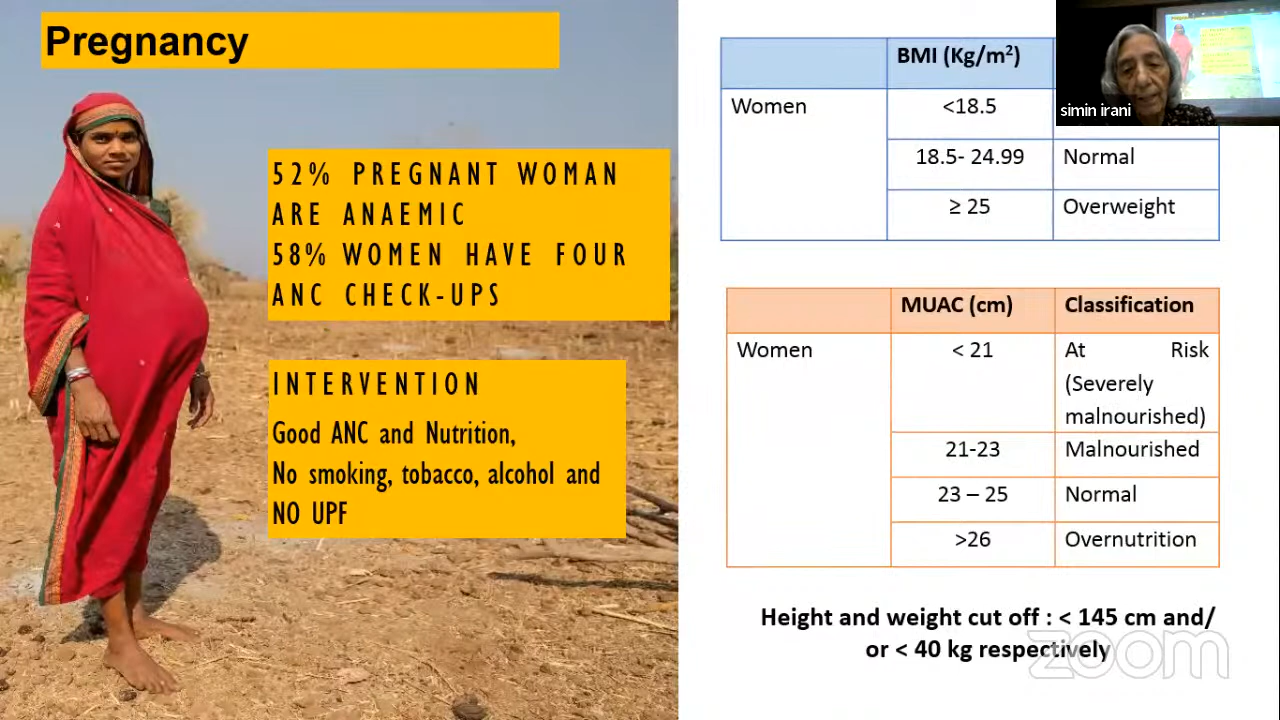 Pregnancy
52% PREGNANT WOMAN
ARE ANAEMIC
58% WOMEN HAVE FOUR
ANC CHECK-UPS
INTERVENTION
Good ANC and Nutrition,
No smoking, tobacco, alcohol and
NO UPF
BMI (Kg/m²)
Women <18.5
18.5- 24.99 Normal
≥ 25 Overweight
MUAC (cm) Classification
Women < 21 At Risk
(Severely
malnourished)
21-23 Malnourished
23 – 25 Normal
>26 Overnutrition
Height and weight cut off : < 145 cm and/
or < 40 kg respectively
simin irani
zoom